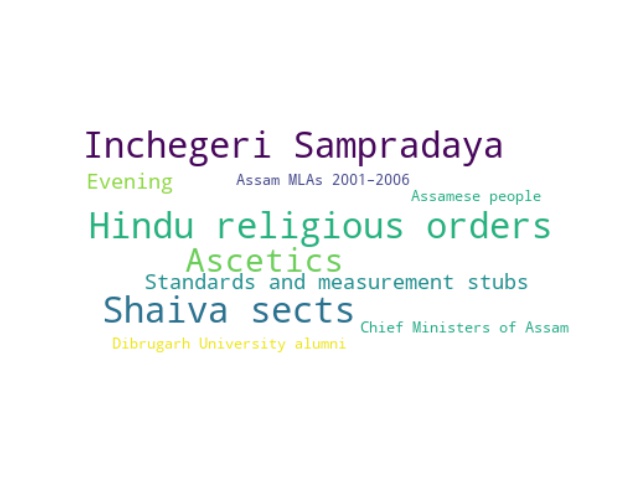 Inchegeri Sampradaya
Evening
Assam MLAs 2001–2006
Assamese people
Hindu religious orders
Ascetics
Standards and measurement stubs
Shaiva sects
Chief Ministers of Assam
Dibrugarh University alumni